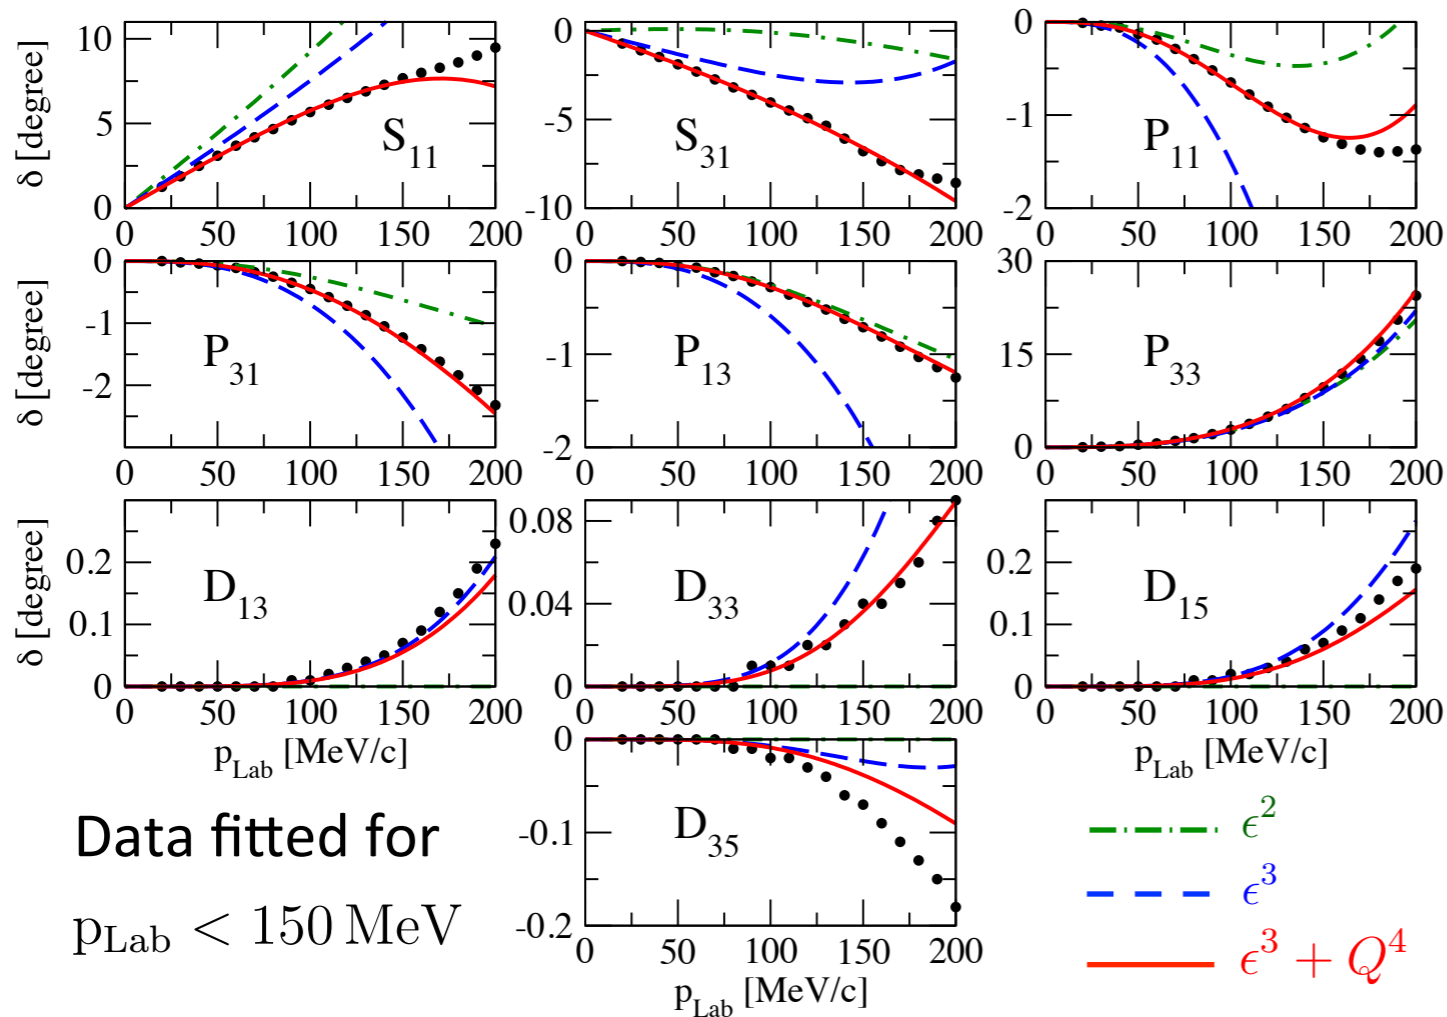 δ [degree]
10
5
0
S₁₁
0 50 100 150 200
0
-5
-10
S₃₁
0 50 100 150 200
0
-1
-2
P₁₁
0 50 100 150 200
δ [degree]
0
-1
-2
P₃₁
0 50 100 150 200
0
-1
-2
P₁₃
0 50 100 150 200
30
15
0
P₃₃
0 50 100 150 200
δ [degree]
0.2
0.1
0
D₁₃
0 50 100 150 200
p_Lab [MeV/c]
0.08
0.04
0
D₃₃
0 50 100 150 200
0.2
0.1
0
D₁₅
0 50 100 150 200
p_Lab [MeV/c]
0
-0.1
-0.2
D₃₅
0 50 100 150 200
p_Lab [MeV/c]
Data fitted for
p_Lab < 150 MeV
ϵ²
ϵ³
ϵ³ + Q⁴